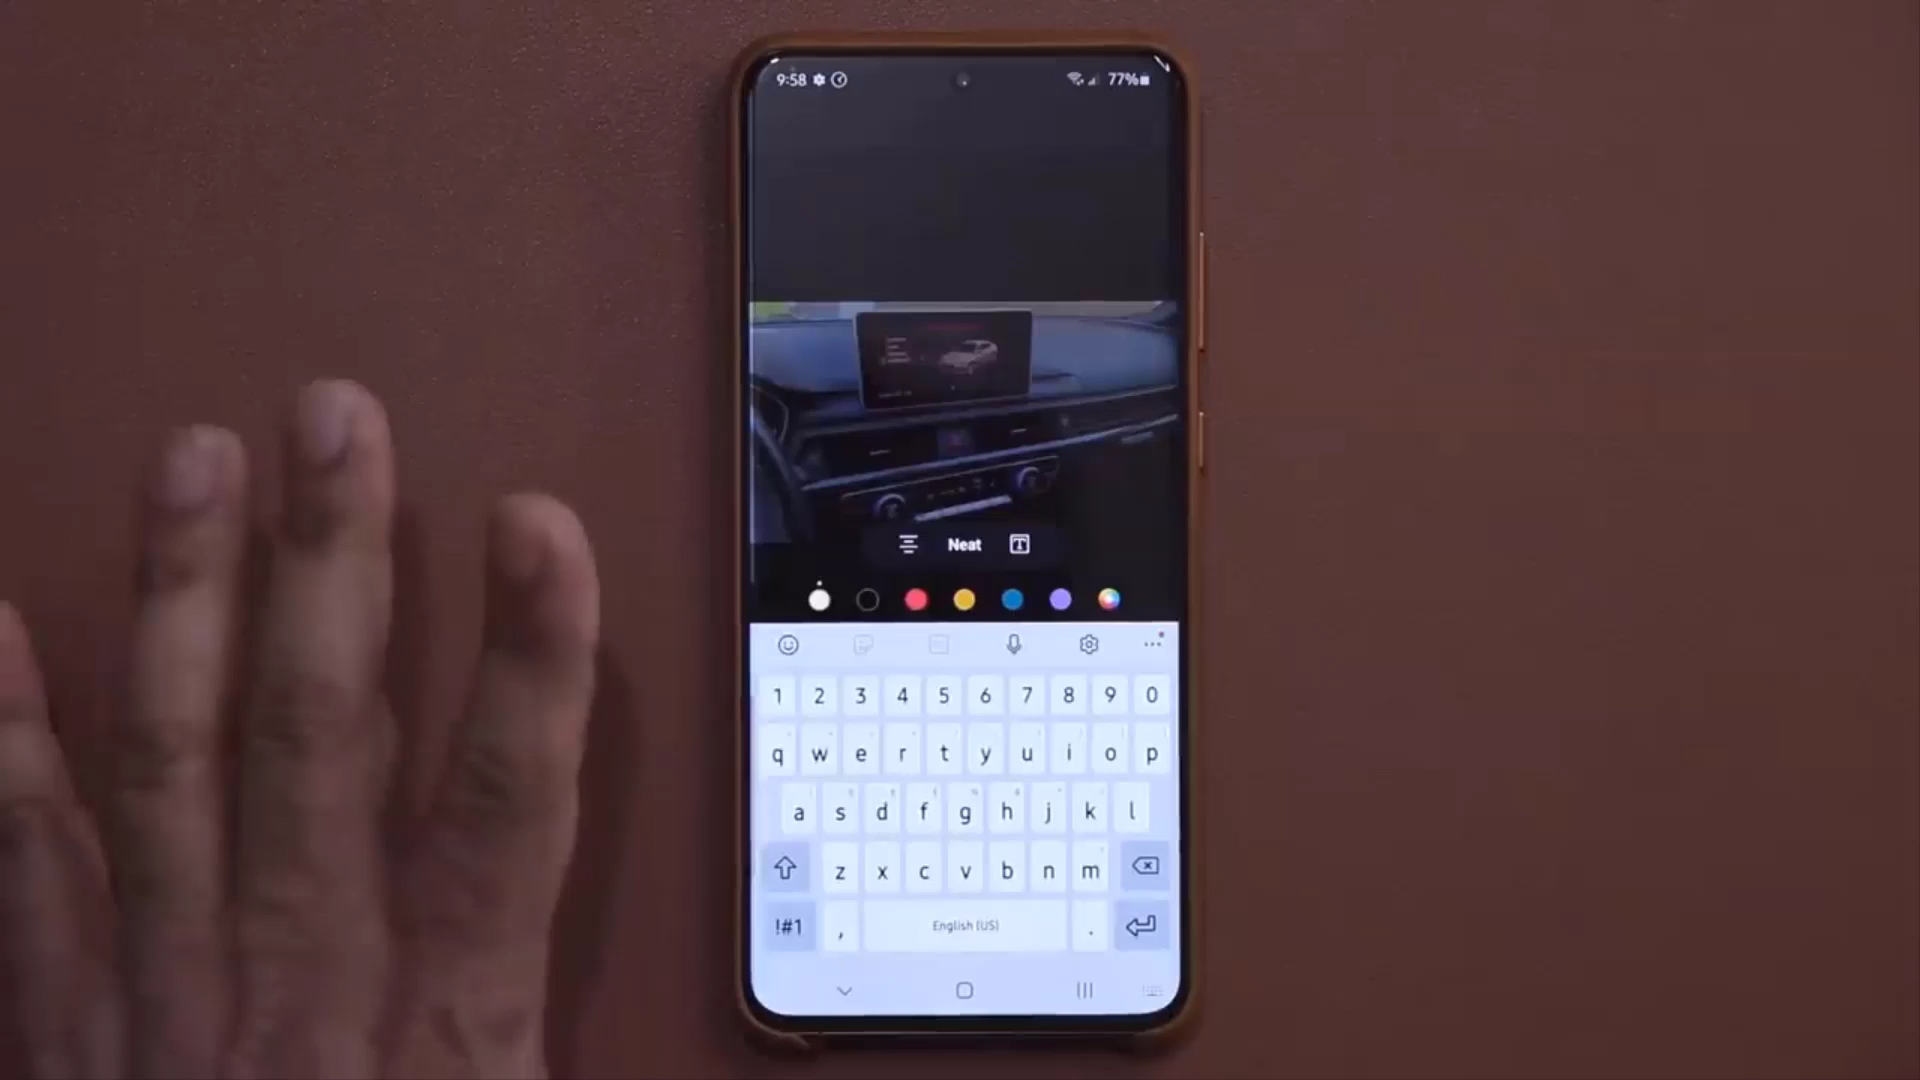 9:58 77%
Neat
1 2 3 4 5 6 7 8 9 0
q w e r t y u i o p
a s d f g h j k l
z x c v b n m
!#1 , English (US) .